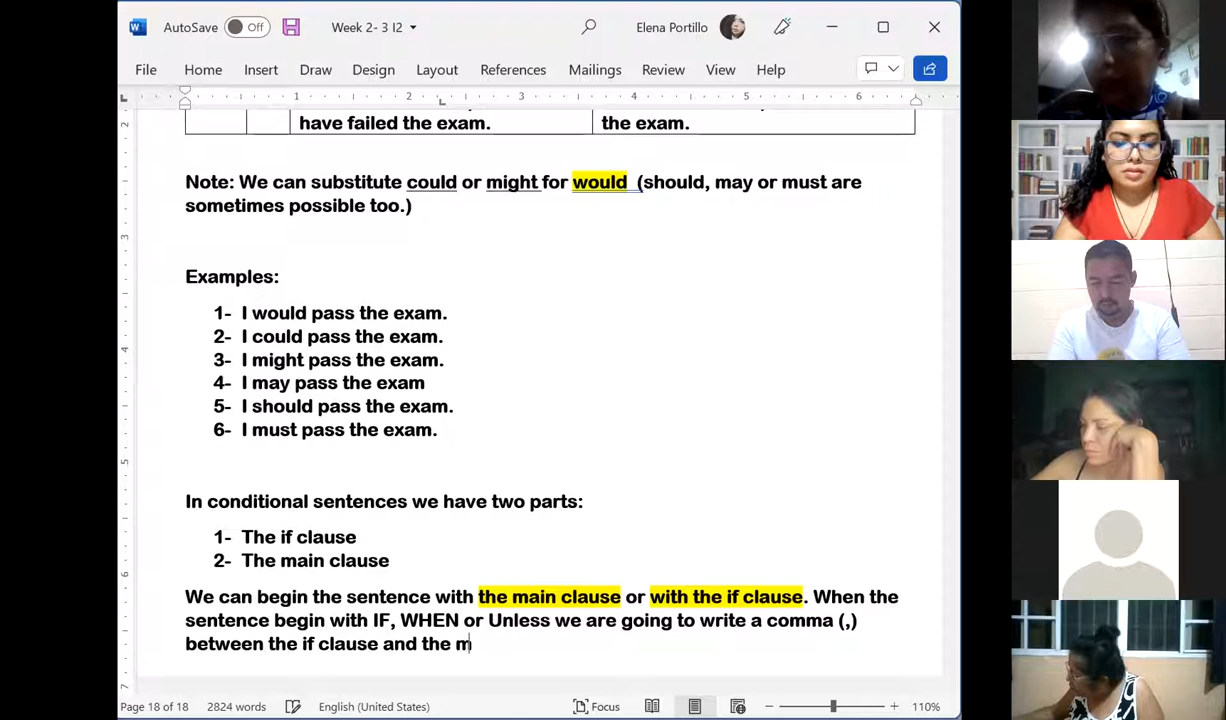 AutoSave Off Week 2- 3 I2 Elena Portillo
File Home Insert Draw Design Layout References Mailings Review View Help
1 2 3 4 5 6
have failed the exam. the exam.
Note: We can substitute could or might for would (should, may or must are
sometimes possible too.)
Examples:
1- I would pass the exam.
2- I could pass the exam.
3- I might pass the exam.
4- I may pass the exam
5- I should pass the exam.
6- I must pass the exam.
In conditional sentences we have two parts:
1- The if clause
2- The main clause
We can begin the sentence with the main clause or with the if clause. When the
sentence begin with IF, WHEN or Unless we are going to write a comma (,)
between the if clause and the m
Page 18 of 18 2824 words English (United States) Focus 110%